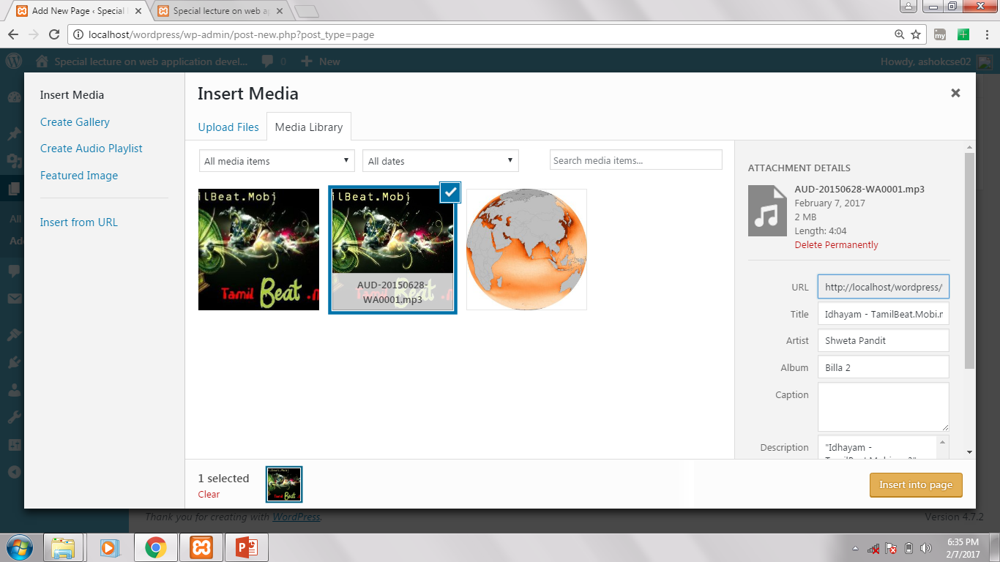 Add New Page ‹ Special
Special lecture on web ap
localhost/wordpress/wp-admin/post-new.php?post_type=page
my
Special lecture on web application devel...
0
New
Howdy, ashokcse02
Insert Media
Create Gallery
Create Audio Playlist
Featured Image
Insert from URL
Insert Media
Upload Files
Media Library
All media items
All dates
Search media items...
ilBeat.Mobj
Tamil Beat .M
ilBeat.Mobj
AUD-20150628-
WA0001.mp3
ATTACHMENT DETAILS
AUD-20150628-WA0001.mp3
February 7, 2017
2 MB
Length: 4:04
Delete Permanently
URL
http://localhost/wordpress/
Title
Idhayam - TamilBeat.Mobi.m
Artist
Shweta Pandit
Album
Billa 2
Caption
Description
"Idhayam -
All
Ad
1 selected
Clear
Tamil Beat
Insert into page
Thank you for creating with WordPress.
Version 4.7.2
6:35 PM
2/7/2017